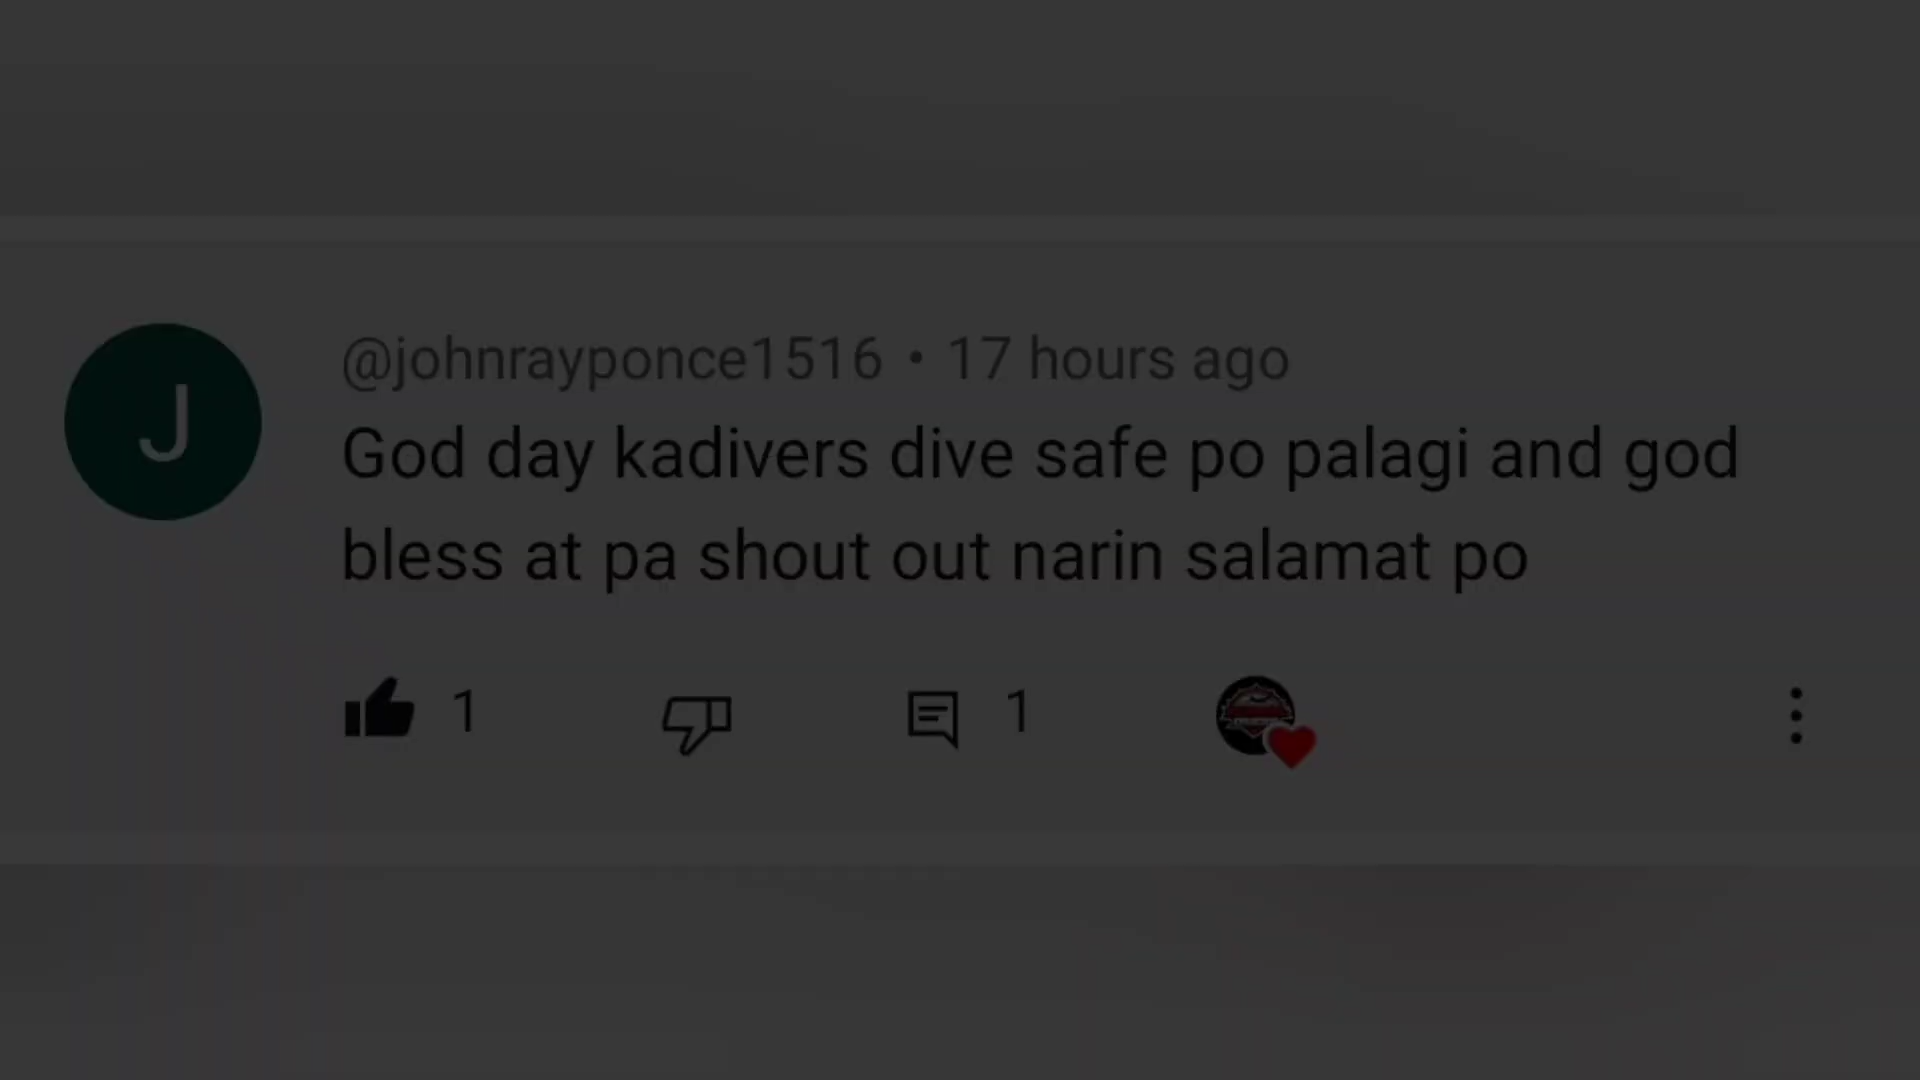 J
@johnrayponce1516 • 17 hours ago
God day kadivers dive safe po palagi and god
bless at pa shout out narin salamat po
1
1